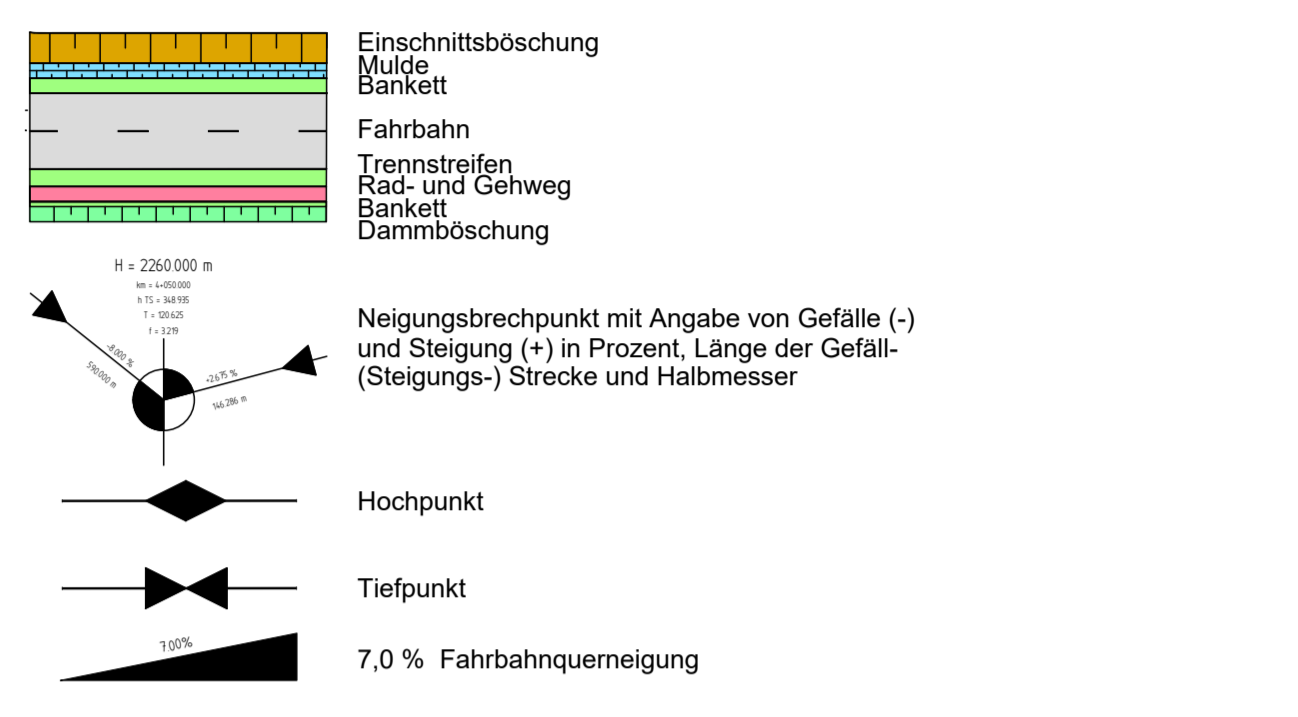 Einschnittsböschung
Mulde
Bankett
Fahrbahn
Trennstreifen
Rad- und Gehweg
Bankett
Dammböschung
H = 2260.000 m
km = 4+050.000
h TS = 348.935
T = 120.625
f = 3.219
-8.000 %
590.000 m
+2.675 %
146.286 m
Neigungsbrechpunkt mit Angabe von Gefälle (-)
und Steigung (+) in Prozent, Länge der Gefäll-
(Steigungs-) Strecke und Halbmesser
Hochpunkt
Tiefpunkt
7.00%
7,0 % Fahrbahnquerneigung